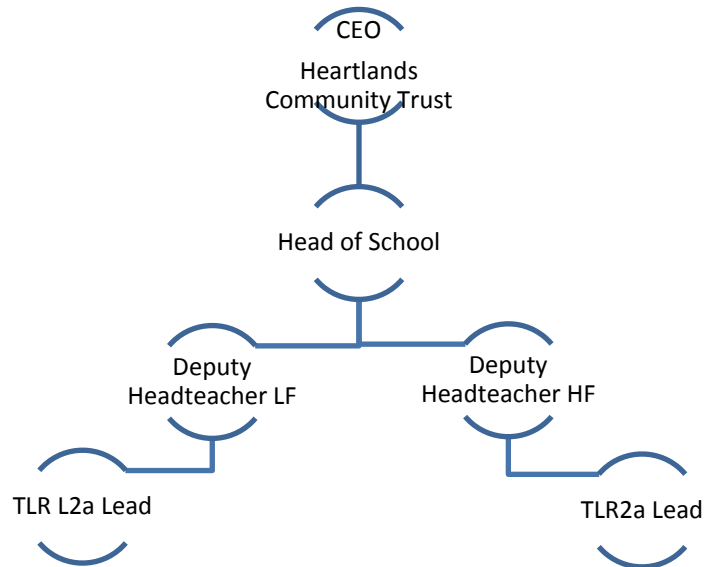 CEO
Heartlands
Community Trust
Head of School
Deputy
Headteacher LF
Deputy
Headteacher HF
TLR L2a Lead
TLR2a Lead